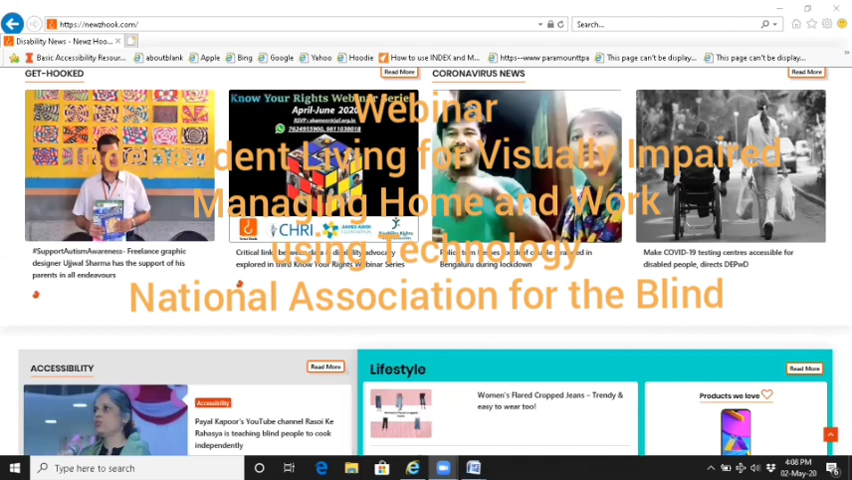 https://newzhook.com/
Search...
Disability News - Newz Hoo...
Basic Accessibility Resour...
aboutblank
Apple
Bing
Google
Yahoo
Hoodie
How to use INDEX and M...
https--www paramounttpa
This page can't be display...
This page can't be display...
GET-HOOKED
Read More
CORONAVIRUS NEWS
Read More
Know Your Rights Webinar Series
April-June 2020
7624955900, 9811038010
CHRI
Webinar
Independent Living for Visually Impaired
Managing Home and Work
using Technology
National Association for the Blind
#SupportAutismAwareness- Freelance graphic
designer Ujjwal Sharma has the support of his
parents in all endeavours
Critical link between data &
explored in third Know Your Rights Webinar Series
Bengaluru during lockdown
Make COVID-19 testing centres accessible for
disabled people, directs DEPwD
ACCESSIBILITY
Read More
Lifestyle
Read More
Accessibility
Payal Kapoor's YouTube channel Rasoi Ke
Rahasya is teaching blind people to cook
independently
Women's Flared Cropped Jeans – Trendy &
easy to wear too!
Products we love
Type here to search
4:08 PM
02-May-20
6